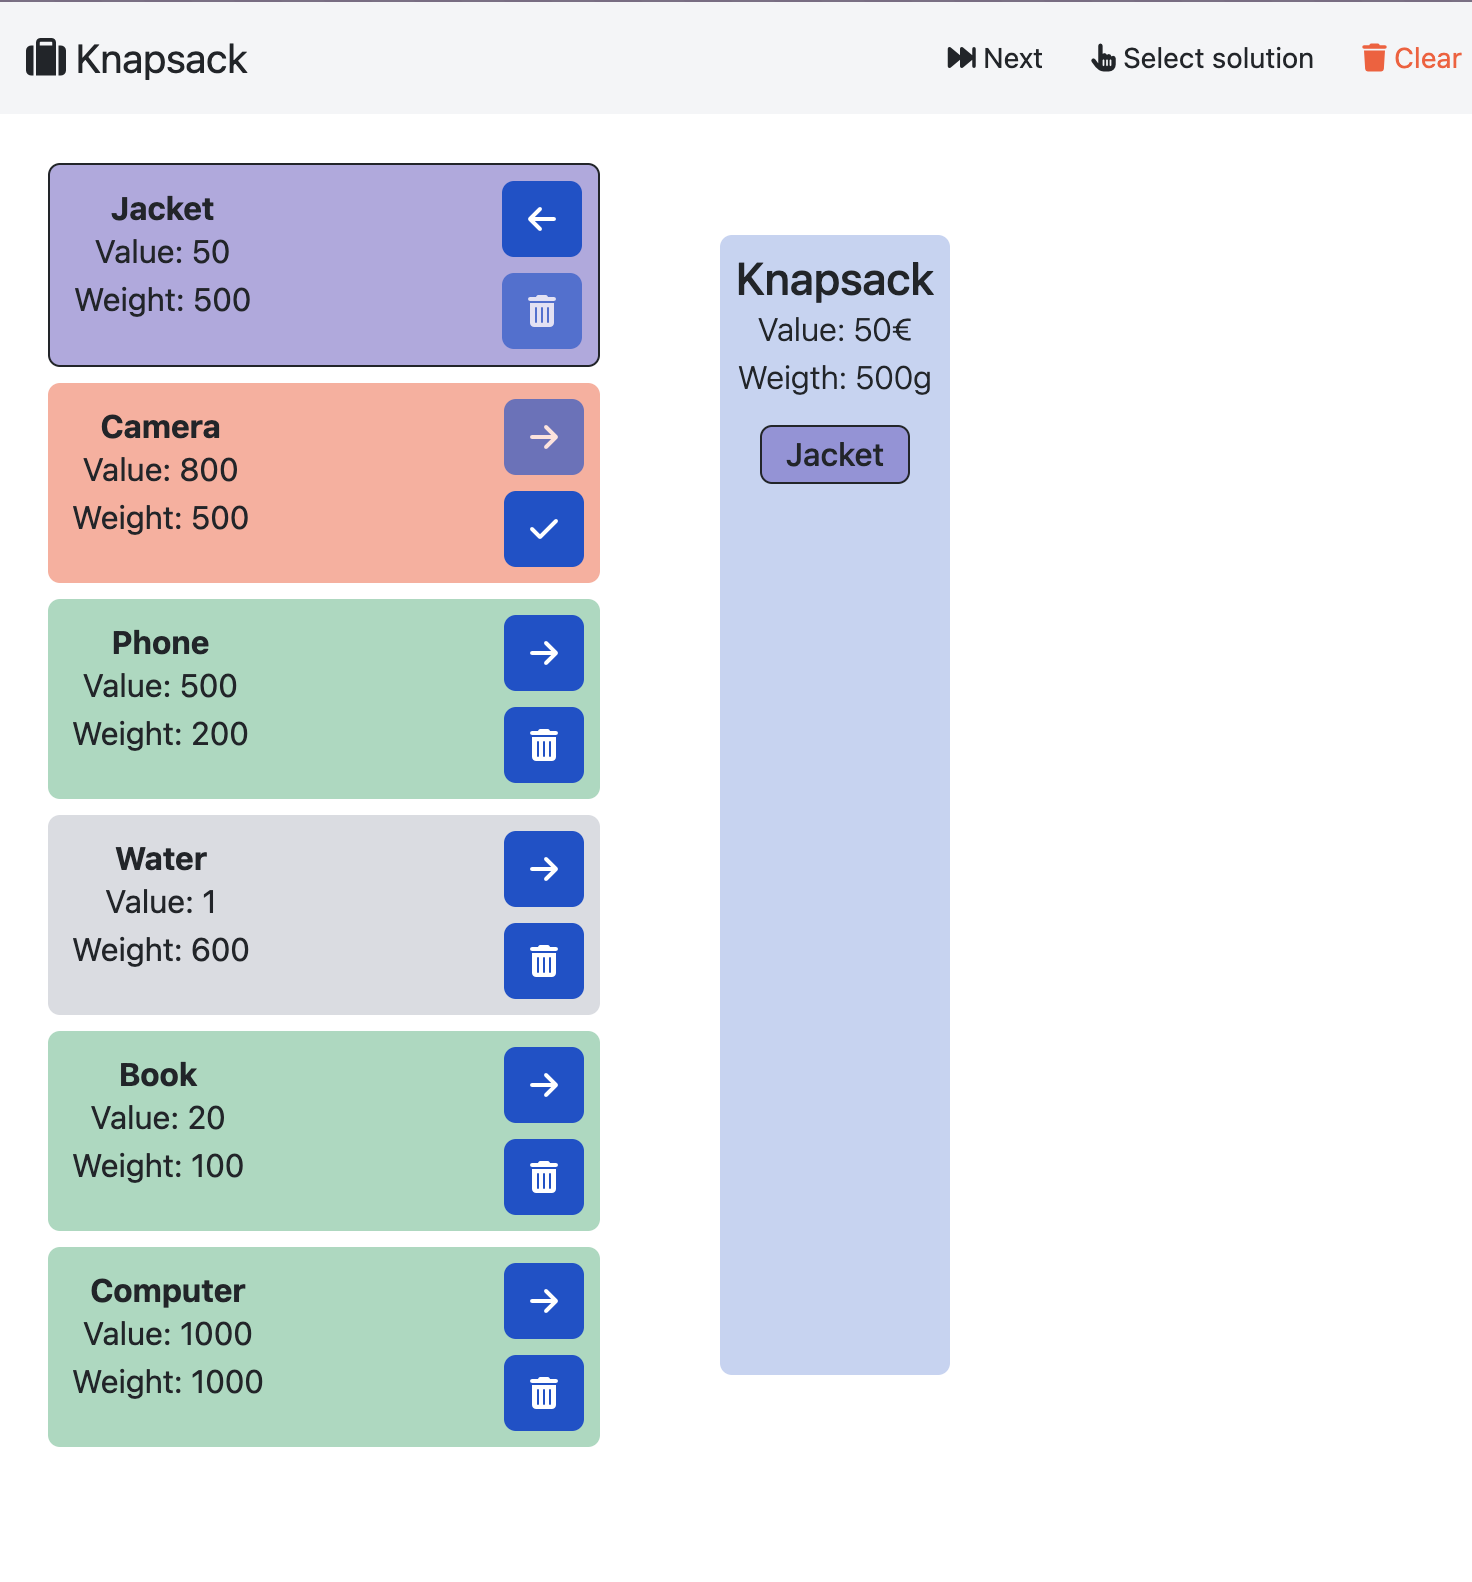 Knapsack
Next
Select solution
Clear
Jacket
Value: 50
Weight: 500
Camera
Value: 800
Weight: 500
Phone
Value: 500
Weight: 200
Water
Value: 1
Weight: 600
Book
Value: 20
Weight: 100
Computer
Value: 1000
Weight: 1000
Knapsack
Value: 50€
Weigth: 500g
Jacket